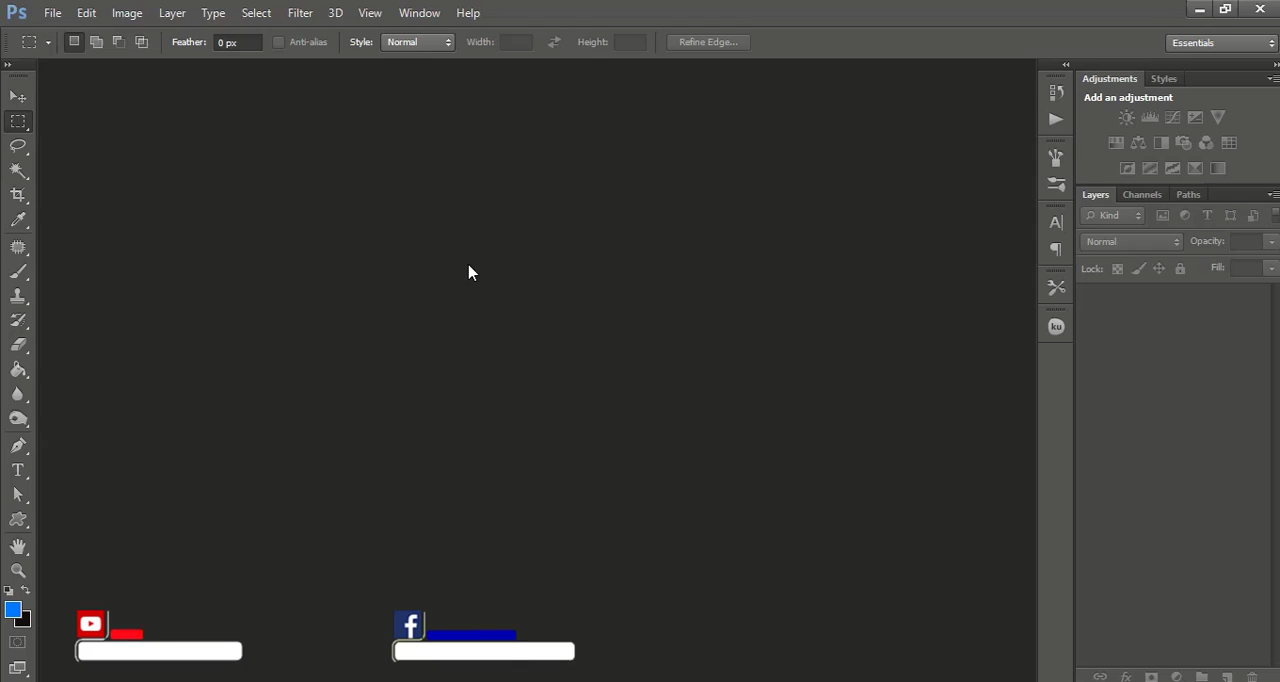 Ps File Edit Image Layer Type Select Filter 3D View Window Help
Feather: 0 px Anti-alias Style: Normal Width: Height: Refine Edge... Essentials
Adjustments Styles
Add an adjustment
Layers Channels Paths
Kind
Normal Opacity:
Lock: Fill:
A
ku
T
f
fx